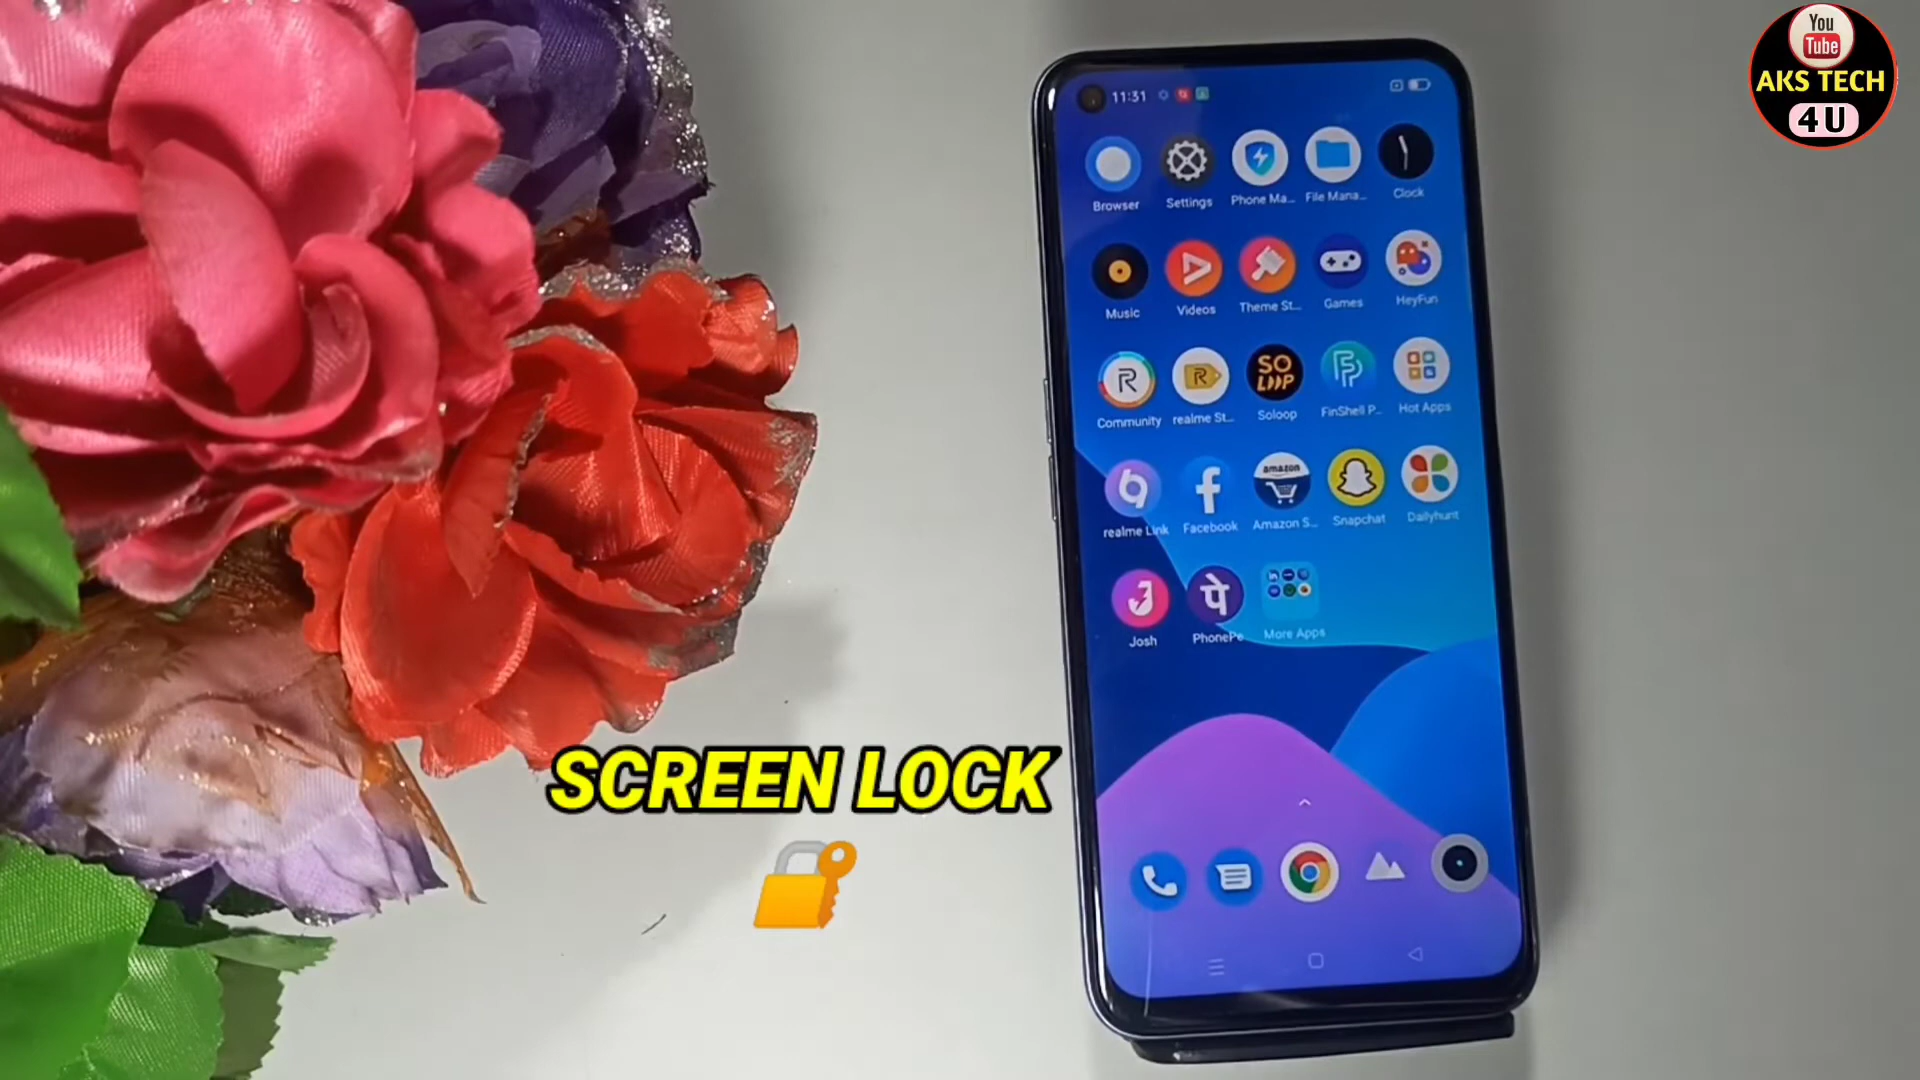 You
Tube
AKS TECH
4U
11:31
Browser
Settings
Phone Ma...
File Mana...
Clock
Music
Videos
Theme St...
Games
HeyFun
Community
realme St...
SO
LOOP
Soloop
FinShell P...
Hot Apps
realme Link
Facebook
amazon
Amazon S...
Snapchat
Dailyhunt
Josh
पे
PhonePe
More Apps
SCREEN LOCK